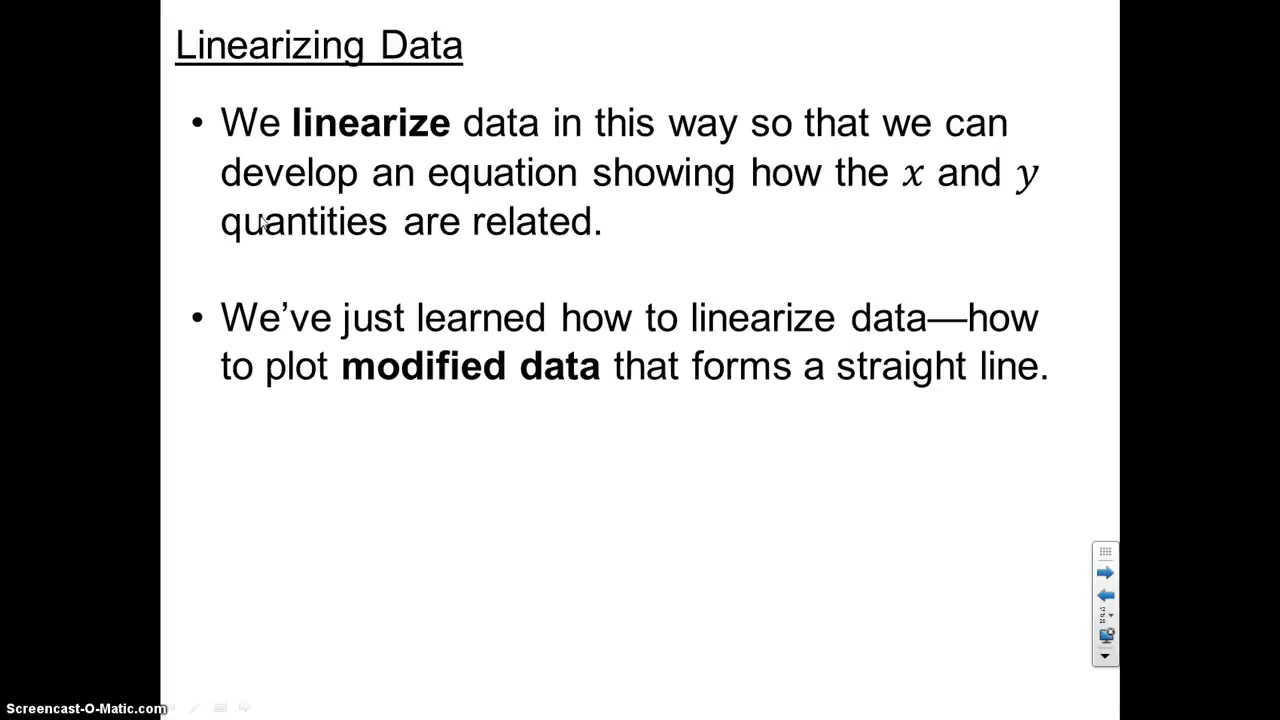 Linearizing Data
• We linearize data in this way so that we can
develop an equation showing how the x and y
quantities are related.
• We’ve just learned how to linearize data—how
to plot modified data that forms a straight line.
Screencast-O-Matic.com